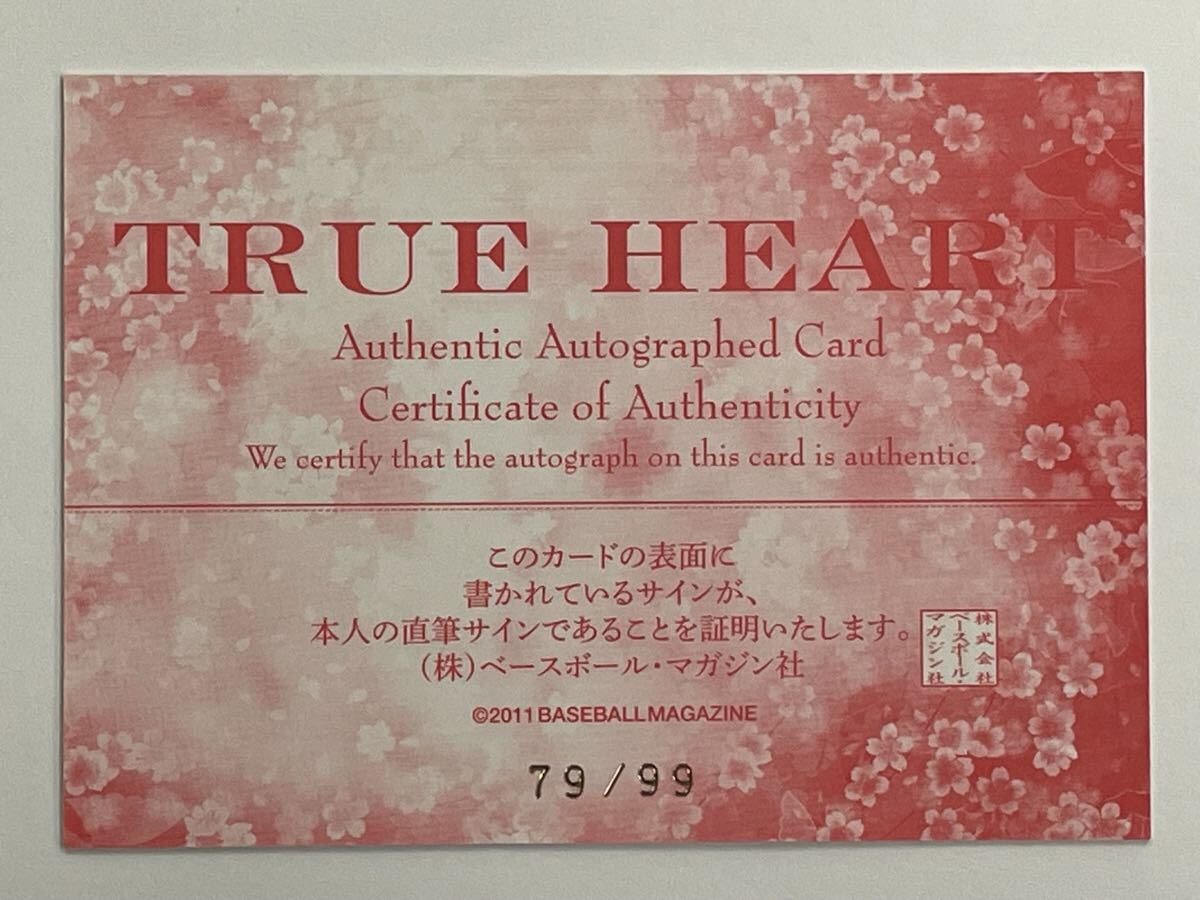 TRUE HEART
Authentic Autographed Card
Certificate of Authenticity
We certify that the autograph on this card is authentic.
このカードの表面に
書かれているサインが、
本人の直筆サインであることを証明いたします。
(株)ベースボール・マガジン社
株式会社
ベースボール・
マガジン社
©2011 BASEBALL MAGAZINE
79/99